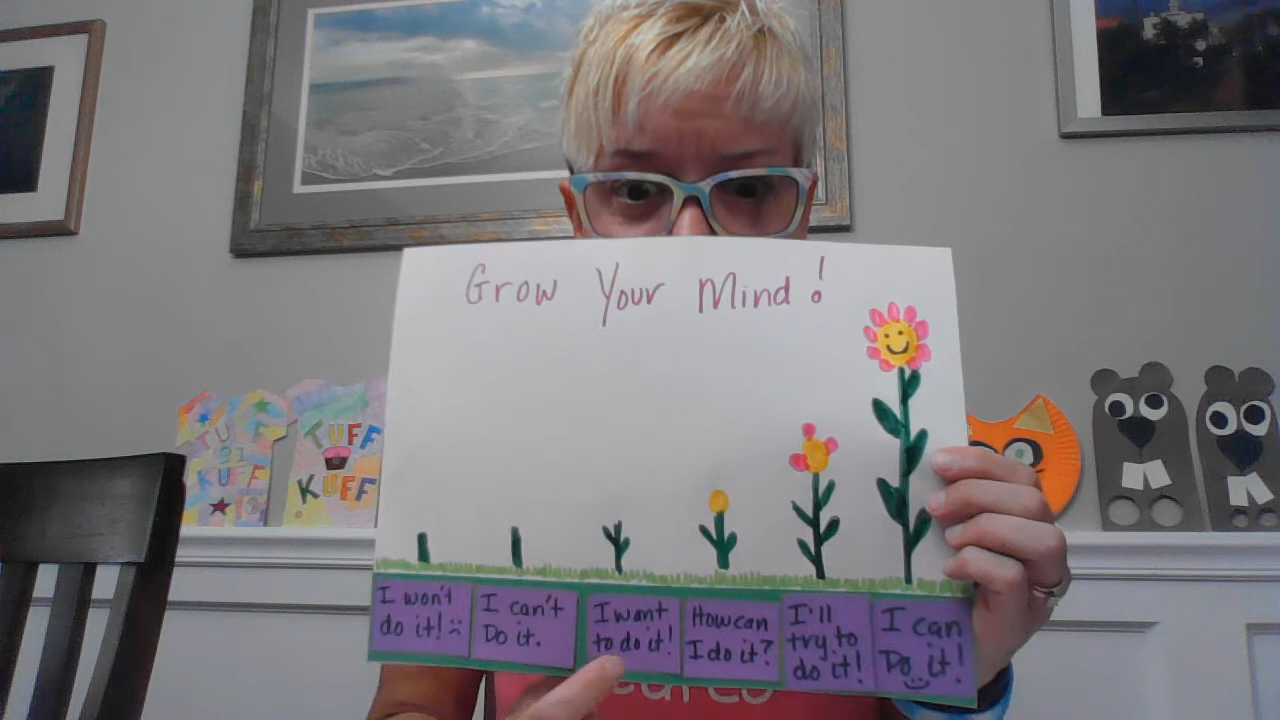 Grow Your Mind!
I won't
do it!
I can't
Do it.
I want
to do it!
How can
I do it?
I'll
try to
do it!
I can
Do it!
TUFF
KUFF
TUFF
KUFF